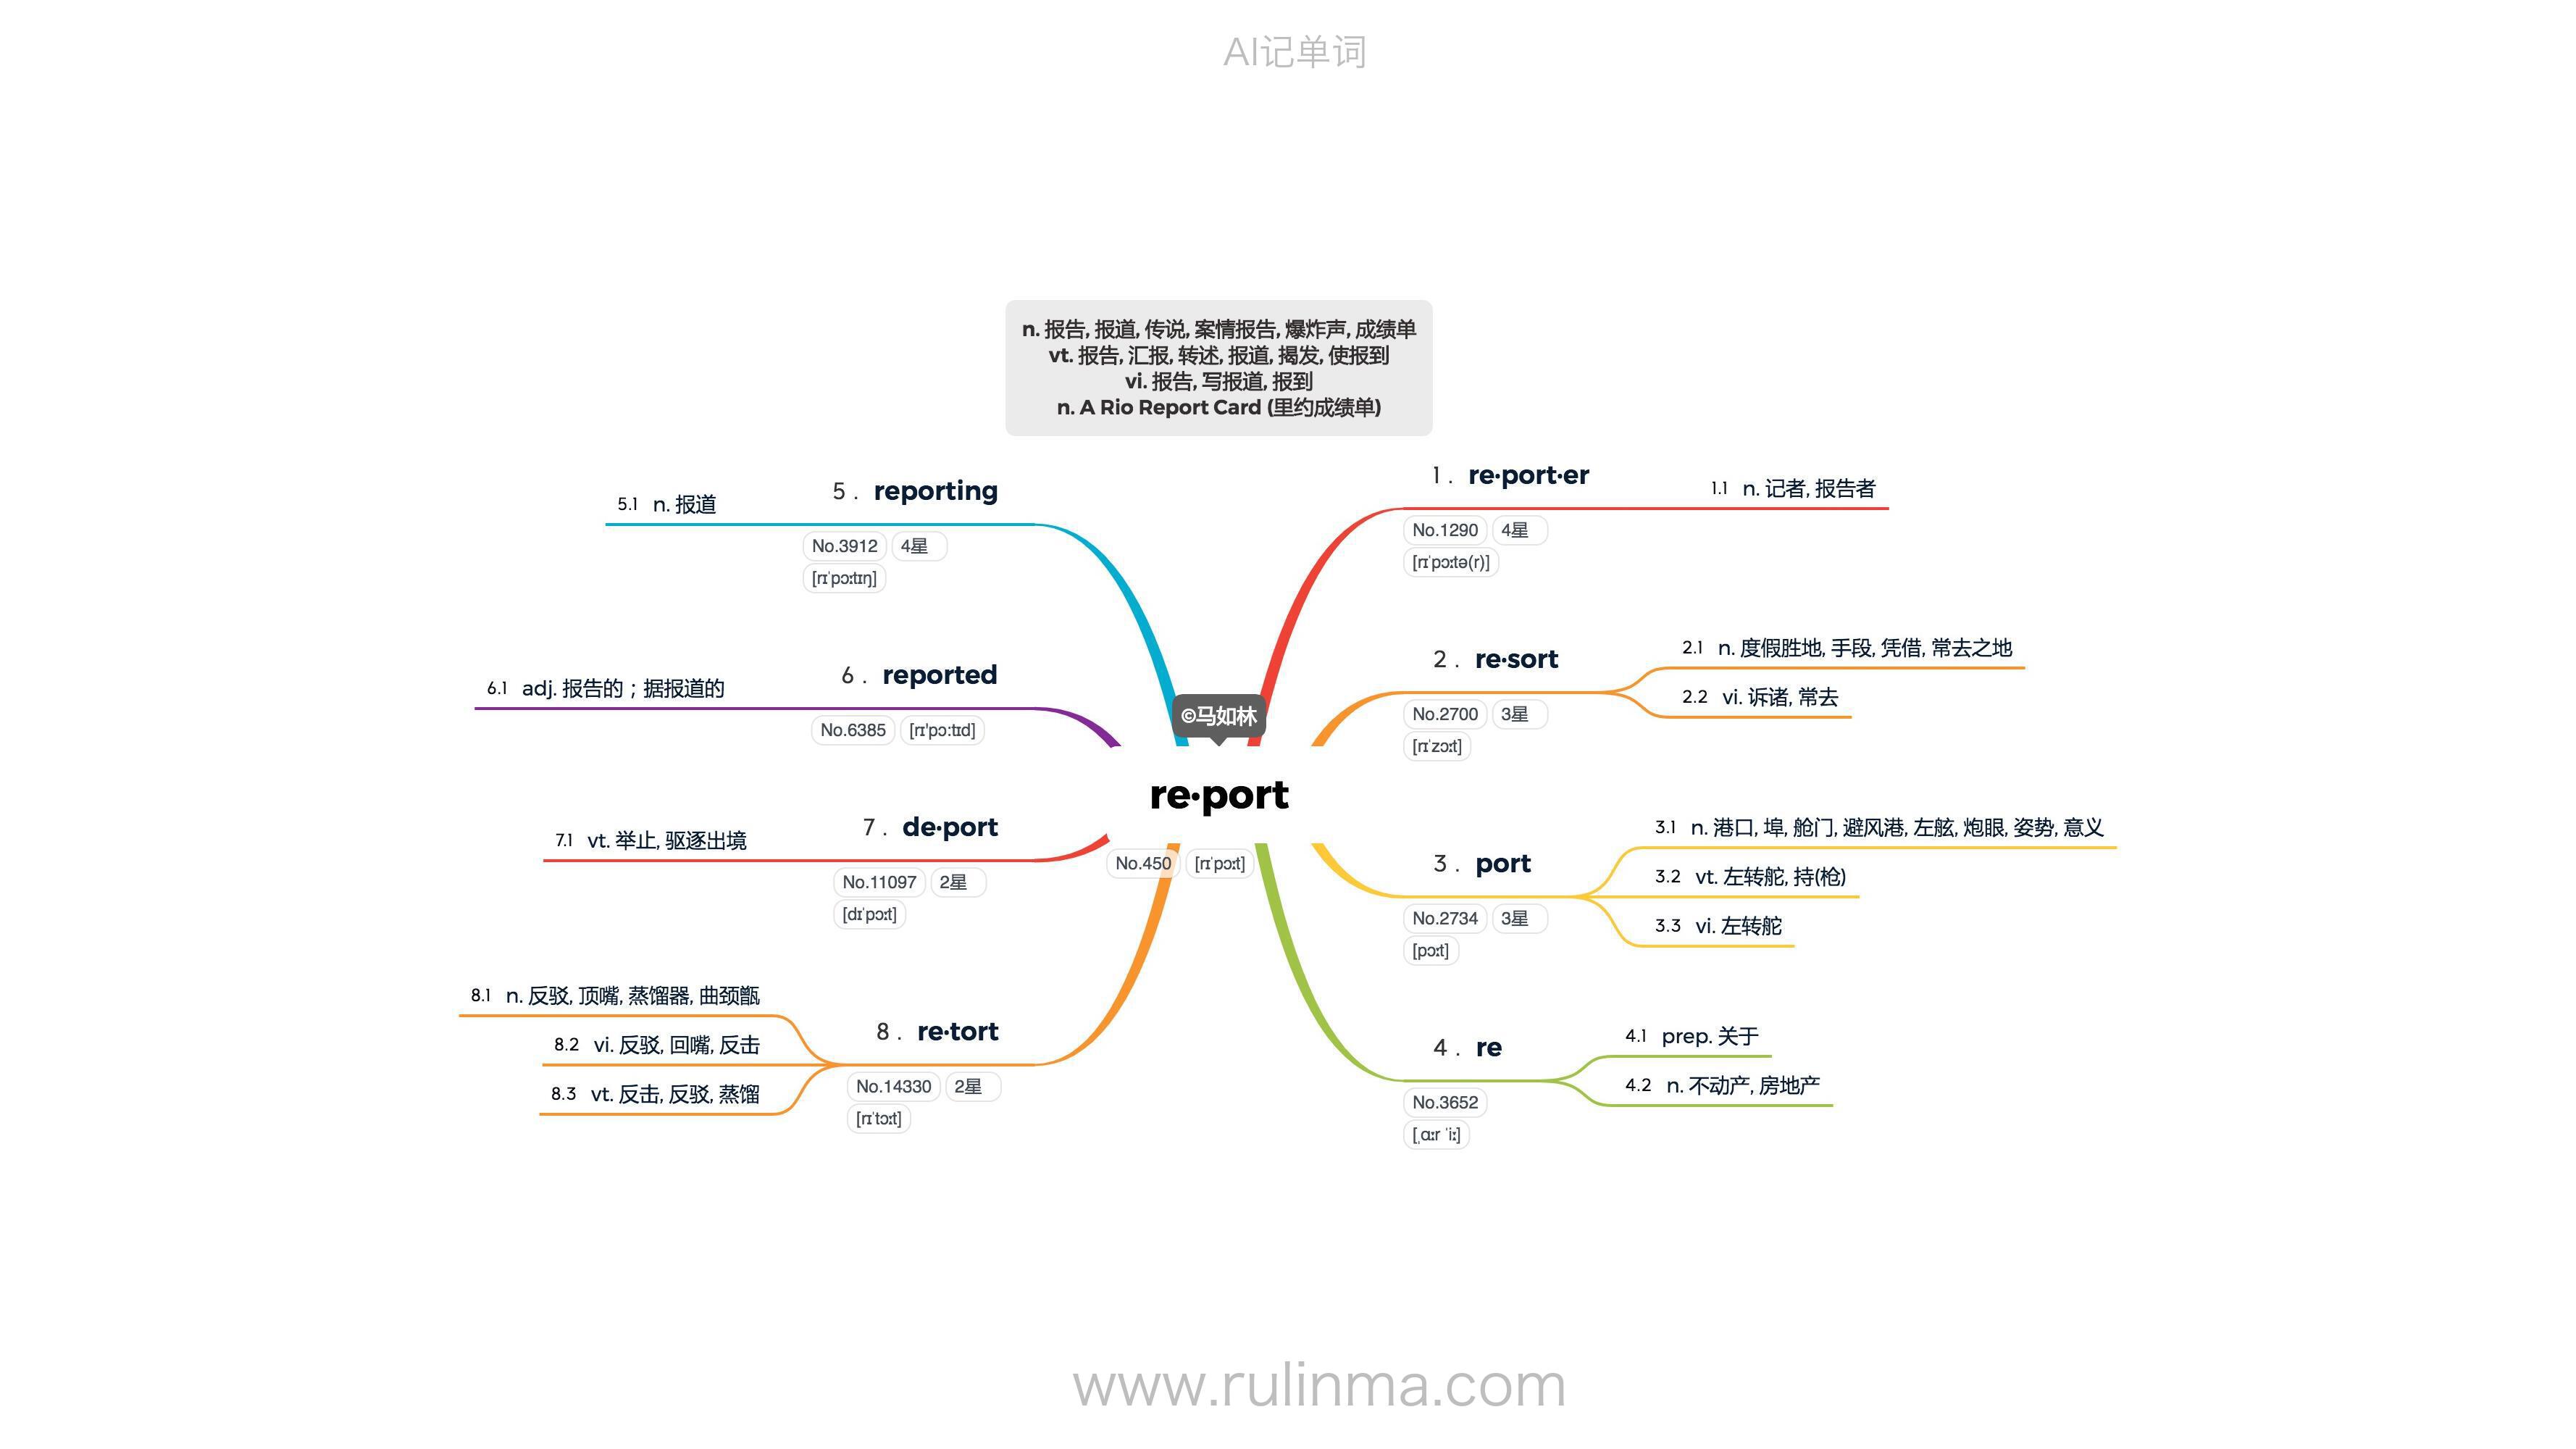 AI记单词
n. 报告, 报道, 传说, 案情报告, 爆炸声, 成绩单
vt. 报告, 汇报, 转述, 报道, 揭发, 使报到
vi. 报告, 写报道, 报到
n. A Rio Report Card (里约成绩单)
©马如林
re·port
No.450 [rɪˈpɔːt]
1 . re·port·er
No.1290 4星
[rɪˈpɔːtə(r)]
1.1 n. 记者, 报告者
2 . re·sort
No.2700 3星
[rɪˈzɔːt]
2.1 n. 度假胜地, 手段, 凭借, 常去之地
2.2 vi. 诉诸, 常去
3 . port
No.2734 3星
[pɔːt]
3.1 n. 港口, 埠, 舱门, 避风港, 左舷, 炮眼, 姿势, 意义
3.2 vt. 左转舵, 持(枪)
3.3 vi. 左转舵
4 . re
No.3652
[ˌɑːr ˈiː]
4.1 prep. 关于
4.2 n. 不动产, 房地产
5 . reporting
No.3912 4星
[rɪˈpɔːtɪŋ]
5.1 n. 报道
6 . reported
No.6385 [rɪ'pɔ:tɪd]
6.1 adj. 报告的；据报道的
7 . de·port
No.11097 2星
[dɪˈpɔːt]
7.1 vt. 举止, 驱逐出境
8 . re·tort
No.14330 2星
[rɪˈtɔːt]
8.1 n. 反驳, 顶嘴, 蒸馏器, 曲颈甑
8.2 vi. 反驳, 回嘴, 反击
8.3 vt. 反击, 反驳, 蒸馏
www.rulinma.com